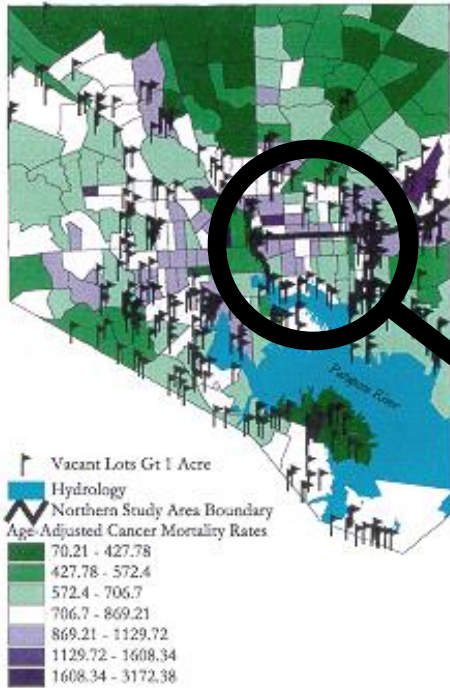 Patapsco River
Vacant Lots Gt 1 Acre
Hydrology
Northern Study Area Boundary
Age-Adjusted Cancer Mortality Rates
70.21 - 427.78
427.78 - 572.4
572.4 - 706.7
706.7 - 869.21
869.21 - 1129.72
1129.72 - 1608.34
1608.34 - 3172.38